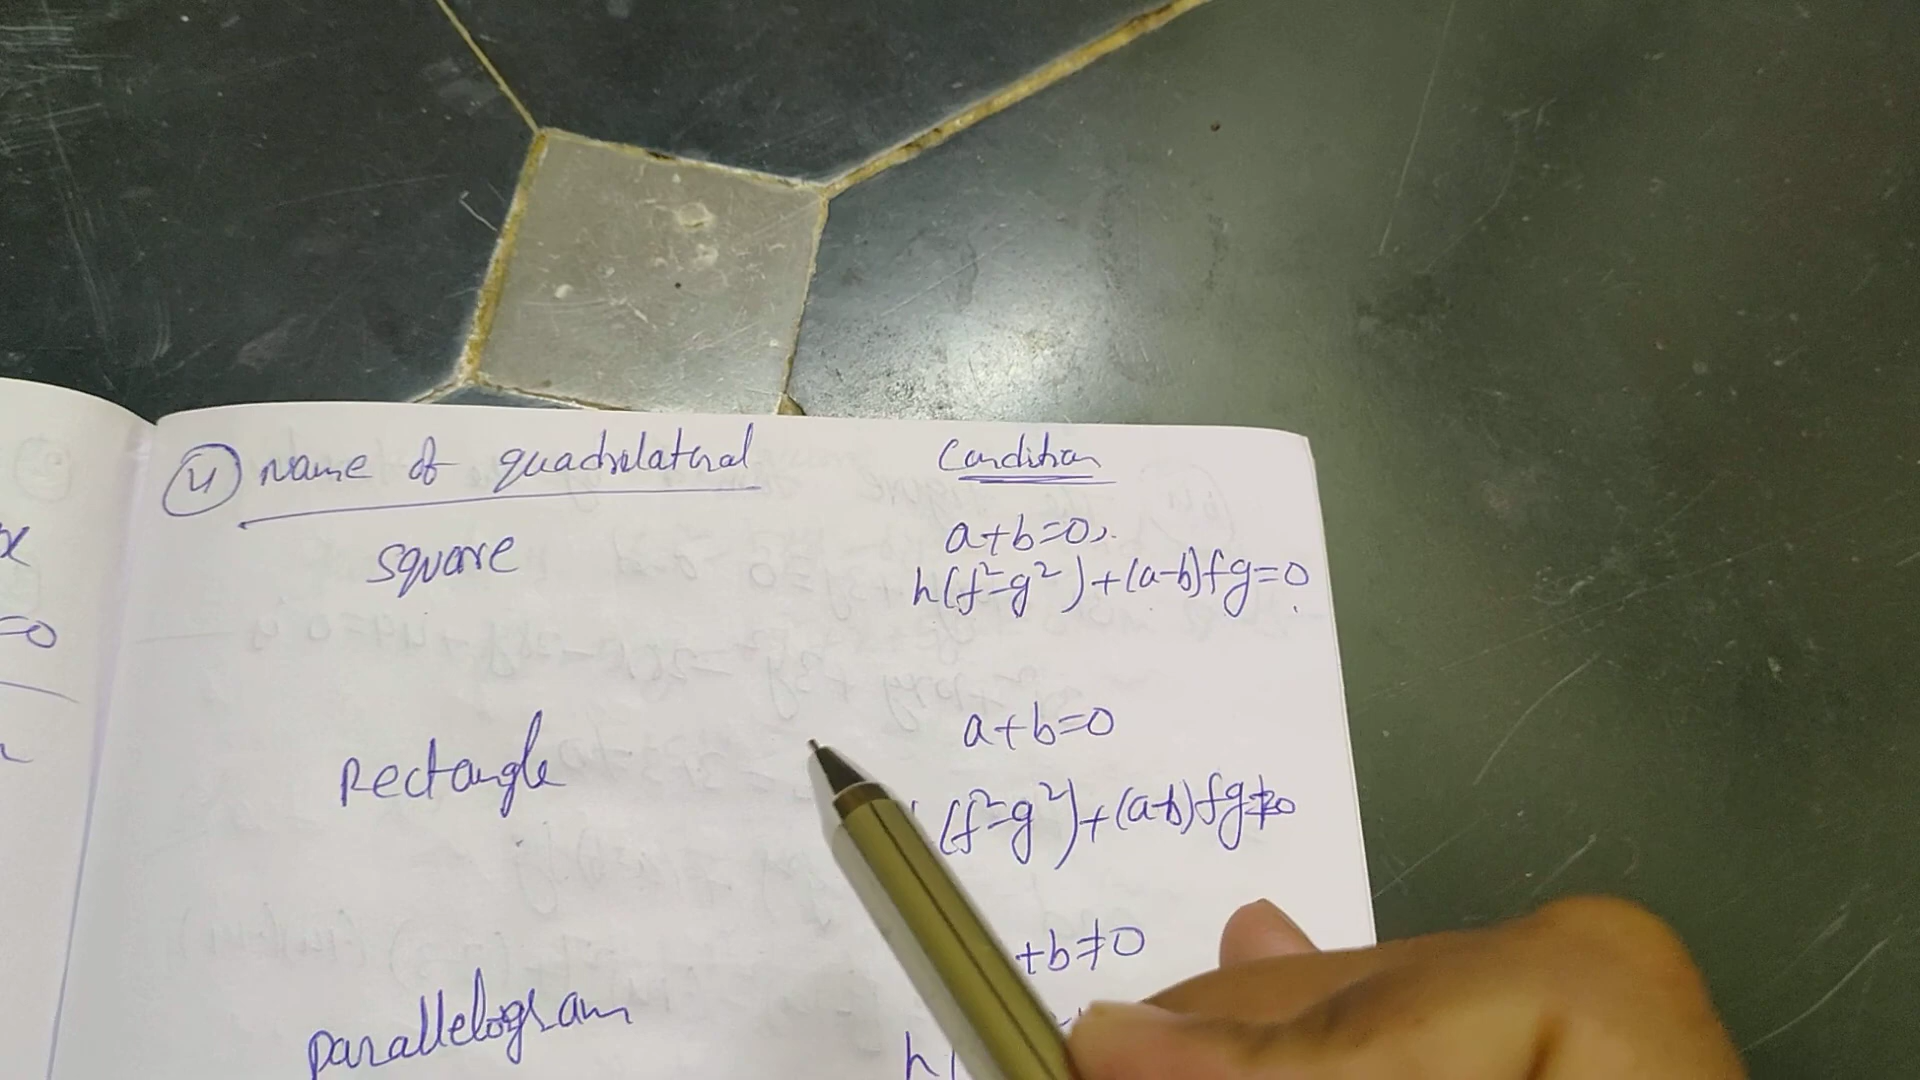 x
=0
④ Name of quadrilateral Condition
square a+b=0,
h(f²-g²)+(a-b)fg=0
Rectangle a+b=0
(f²-g²)+(a-b)fg≠0
+b≠0
parallelogram
h(